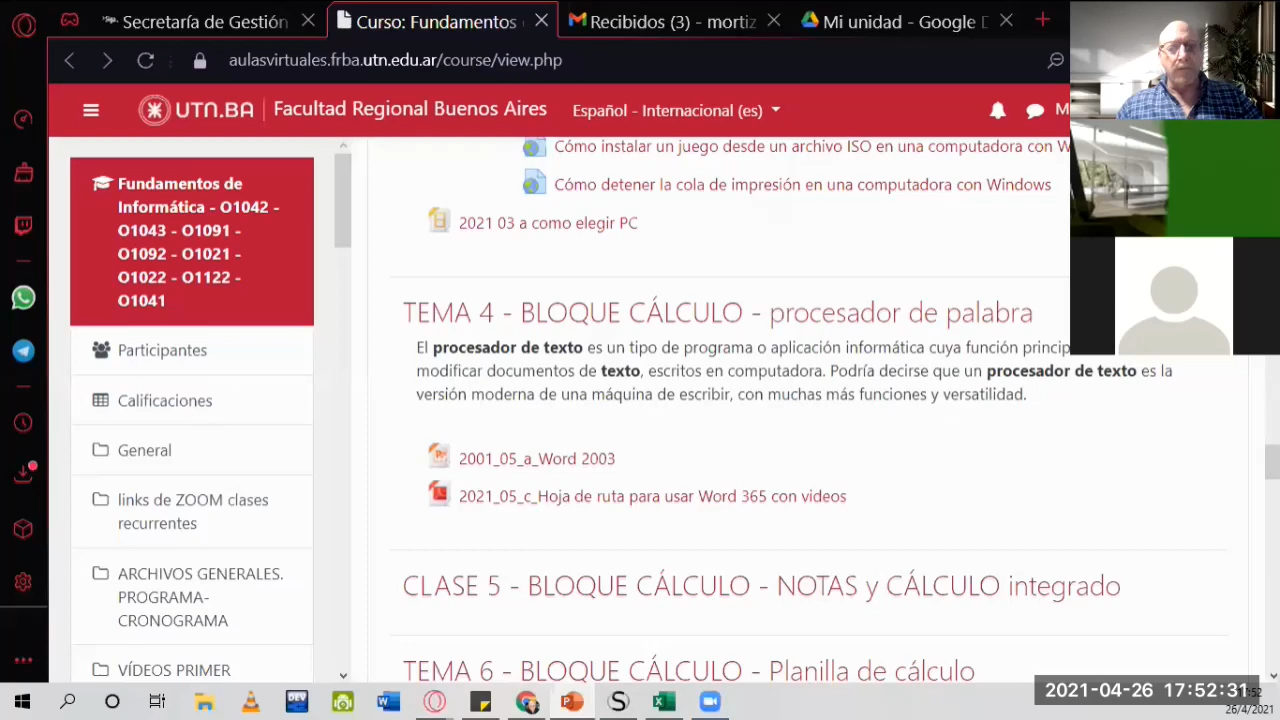 Secretaría de Gestión
Curso: Fundamentos
Recibidos (3) - mortiz
Mi unidad - Google D
aulasvirtuales.frba.utn.edu.ar/course/view.php
UTN.BA
Facultad Regional Buenos Aires
Español - Internacional (es)
M
Fundamentos de
Informática - O1042 -
O1043 - O1091 -
O1092 - O1021 -
O1022 - O1122 -
O1041
Participantes
Calificaciones
General
links de ZOOM clases
recurrentes
ARCHIVOS GENERALES.
PROGRAMA-
CRONOGRAMA
VÍDEOS PRIMER
Cómo instalar un juego desde un archivo ISO en una computadora con W
Cómo detener la cola de impresión en una computadora con Windows
2021 03 a como elegir PC
TEMA 4 - BLOQUE CÁLCULO - procesador de palabra
El procesador de texto es un tipo de programa o aplicación informática cuya función princip
modificar documentos de texto, escritos en computadora. Podría decirse que un procesador de texto es la
versión moderna de una máquina de escribir, con muchas más funciones y versatilidad.
2001_05_a_Word 2003
2021_05_c_Hoja de ruta para usar Word 365 con videos
CLASE 5 - BLOQUE CÁLCULO - NOTAS y CÁLCULO integrado
TEMA 6 - BLOQUE CÁLCULO - Planilla de cálculo
DEV
2021-04-26 17:52:31
26/4/2021